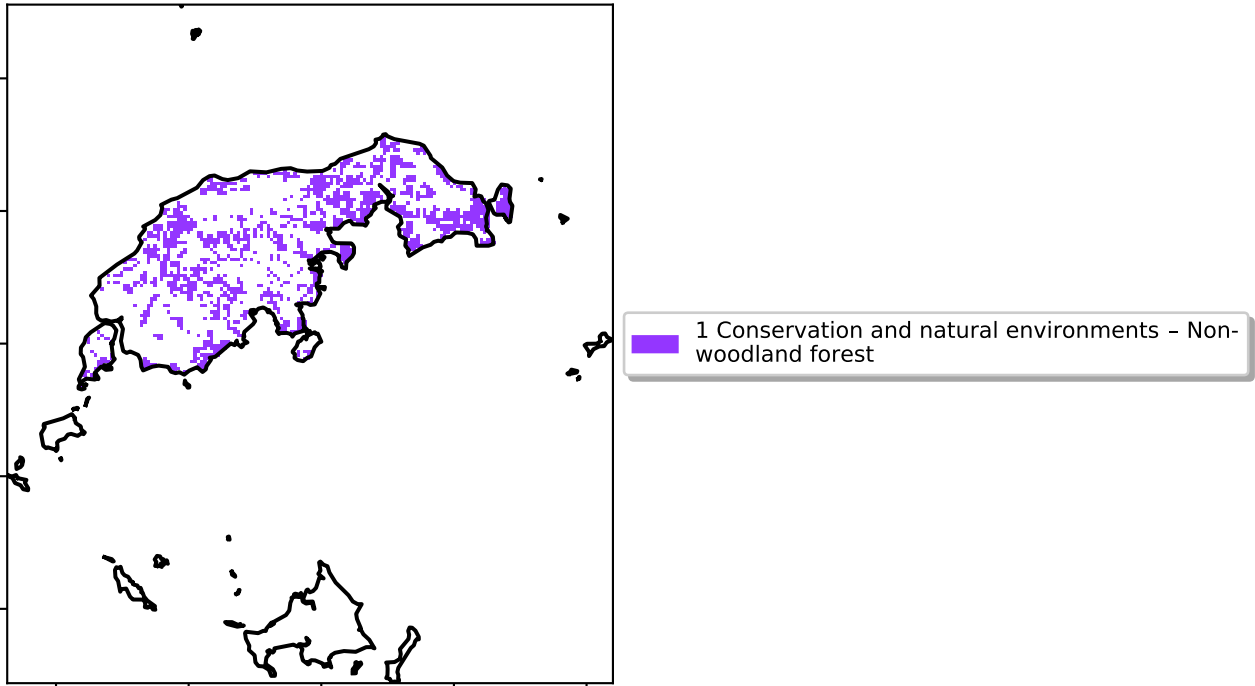 1 Conservation and natural environments – Non-
woodland forest